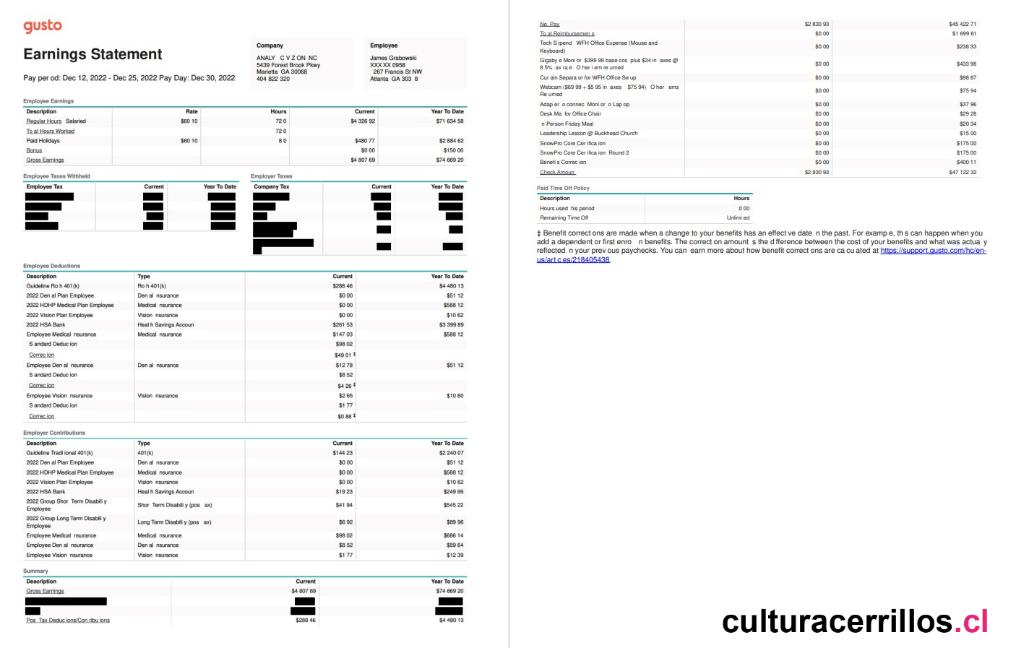 gusto
Earnings Statement
Pay per od: Dec 12, 2022 - Dec 25, 2022 Pay Day: Dec 30, 2022
Company
ANALY C V Z ON NC
5439 Forest Brook Pkwy
Marietta GA 30068
404 822 320
Employee
James Grabowski
XXX XX 0958
267 Francis St NW
Atlanta GA 303 8
Employee Earnings
Description Rate Hours Current Year To Date
Regular Hours Salaried $60 10 72 0 $4 326 92 $71 634 58
To al Hours Worked 72 0
Paid Holidays $60 10 8 0 $480 77 $2 884 62
Bonus $0 00 $150 00
Gross Earnings $4 807 69 $74 669 20
Employee Taxes Withheld
Employee Tax Current Year To Date
Employer Taxes
Company Tax Current Year To Date
Employee Deductions
Description Type Current Year To Date
Guideline Ro h 401(k) Ro h 401(k) $288 46 $4 480 13
2022 Den al Plan Employee Den al nsurance $0 00 $51 12
2022 HDHP Medical Plan Employee Medical nsurance $0 00 $588 12
2022 Vision Plan Employee Vision nsurance $0 00 $10 62
2022 HSA Bank Heal h Savings Accoun $281 53 $3 399 89
Employee Medical nsurance Medical nsurance $147 03 $588 12
S andard Deduc ion $98 02
Correc ion $49 01 ‡
Employee Den al nsurance Den al nsurance $12 78 $51 12
S andard Deduc ion $8 52
Correc ion $4 26 ‡
Employee Vision nsurance Vision nsurance $2 65 $10 60
S andard Deduc ion $1 77
Correc ion $0 88 ‡
Employer Contributions
Description Type Current Year To Date
Guideline Tradi ional 401(k) 401(k) $144 23 $2 240 07
2022 Den al Plan Employee Den al nsurance $0 00 $51 12
2022 HDHP Medical Plan Employee Medical nsurance $0 00 $588 12
2022 Vision Plan Employee Vision nsurance $0 00 $10 62
2022 HSA Bank Heal h Savings Accoun $19 23 $249 99
2022 Group Shor Term Disabili y
Employee Shor Term Disabili y (pos ax) $41 94 $545 22
2022 Group Long Term Disabili y
Employee Long Term Disabili y (pos ax) $6 92 $89 96
Employee Medical nsurance Medical nsurance $98 02 $686 14
Employee Den al nsurance Den al nsurance $8 52 $59 64
Employee Vision nsurance Vision nsurance $1 77 $12 39
Summary
Description Current Year To Date
Gross Earnings $4 807 69 $74 669 20
Pos Tax Deduc ions/Con ribu ions $288 46 $4 480 13
Ne Pay $2 830 93 $45 422 71
To al Reimbursemen s $0 00 $1 699 61
Tech S ipend WFH Office Expense (Mouse and
Keyboard) $0 00 $238 33
Gigaby e Moni or $399 99 base cos plus $34 in axes @
8 5% ax ra e O her i em re urned $0 00 $433 98
Cur ain Separa or for WFH Office Se up $0 00 $98 67
Webcam ($69 99 + $5 95 in axes $75 94) O her ems
Re urned $0 00 $75 94
Adap er o connec Moni or o Lap op $0 00 $37 96
Desk Ma for Office Chair $0 00 $29 28
n Person Friday Meal $0 00 $20 34
Leadership Lesson @ Buckhead Church $0 00 $15 00
SnowPro Core Cer ifica ion $0 00 $175 00
SnowPro Core Cer ifica ion Round 2 $0 00 $175 00
Benefi s Correc ion $0 00 $400 11
Check Amoun $2 830 93 $47 122 32
Paid Time Off Policy
Description Hours
Hours used his period 0 00
Remaining Time Off Unlimi ed
‡ Benefit correct ons are made when a change to your benefits has an effect ve date n the past. For examp e, th s can happen when you
add a dependent or first enro n benefits. The correct on amount s the d fference between the cost of your benefits and what was actua y
reflected n your prev ous paychecks. You can earn more about how benefit correct ons are ca cu ated at https://support.gusto.com/hc/en-
us/art c es/218405438.
culturacerrillos.cl